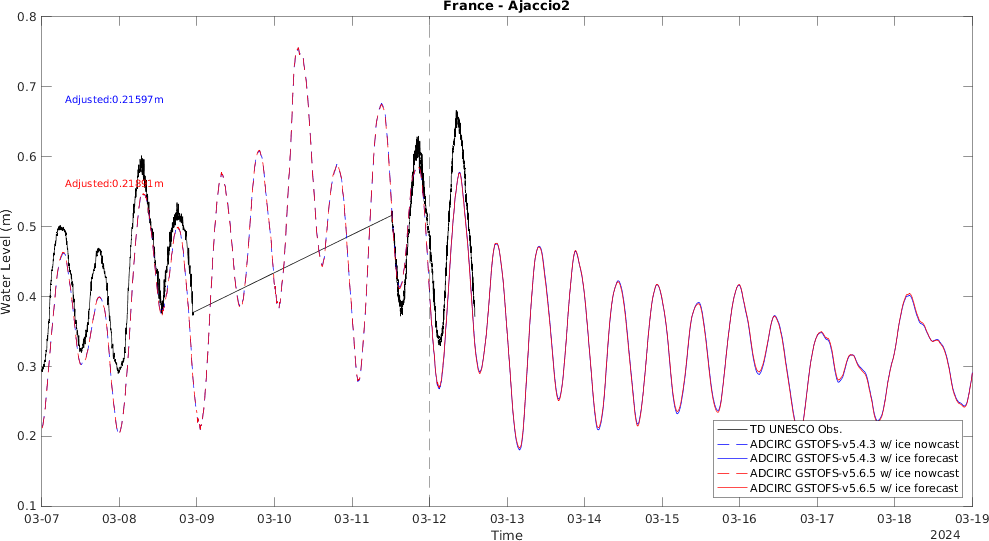 France - Ajaccio2
0.8
0.7
0.6
0.5
0.4
0.3
0.2
0.1
Water Level (m)
Adjusted:0.21597m
Adjusted:0.21891m
TD UNESCO Obs.
ADCIRC GSTOFS-v5.4.3 w/ ice nowcast
ADCIRC GSTOFS-v5.4.3 w/ ice forecast
ADCIRC GSTOFS-v5.6.5 w/ ice nowcast
ADCIRC GSTOFS-v5.6.5 w/ ice forecast
03-07 03-08 03-09 03-10 03-11 03-12 03-13 03-14 03-15 03-16 03-17 03-18 03-19
Time
2024